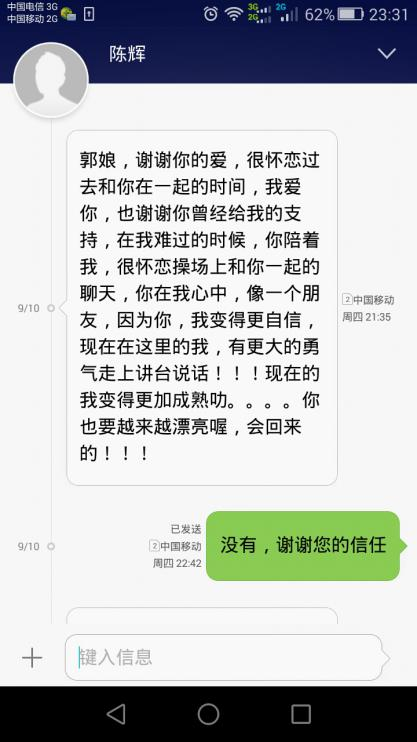 中国电信 3G
中国移动 2G
3G
2G
2G
62%
23:31
陈辉
郭娘，谢谢你的爱，很怀恋过
去和你在一起的时间，我爱
你，也谢谢你曾经给我的支
持，在我难过的时候，你陪着
我，很怀恋操场上和你一起的
聊天，你在我心中，像一个朋
友，因为你，我变得更自信，
现在在这里的我，有更大的勇
气走上讲台说话！！！现在的
我变得更加成熟叻。。。。你
也要越来越漂亮喔，会回来
的！！！
9/10
2中国移动
周四 21:35
已发送
2中国移动
周四 22:42
9/10
没有，谢谢您的信任
键入信息